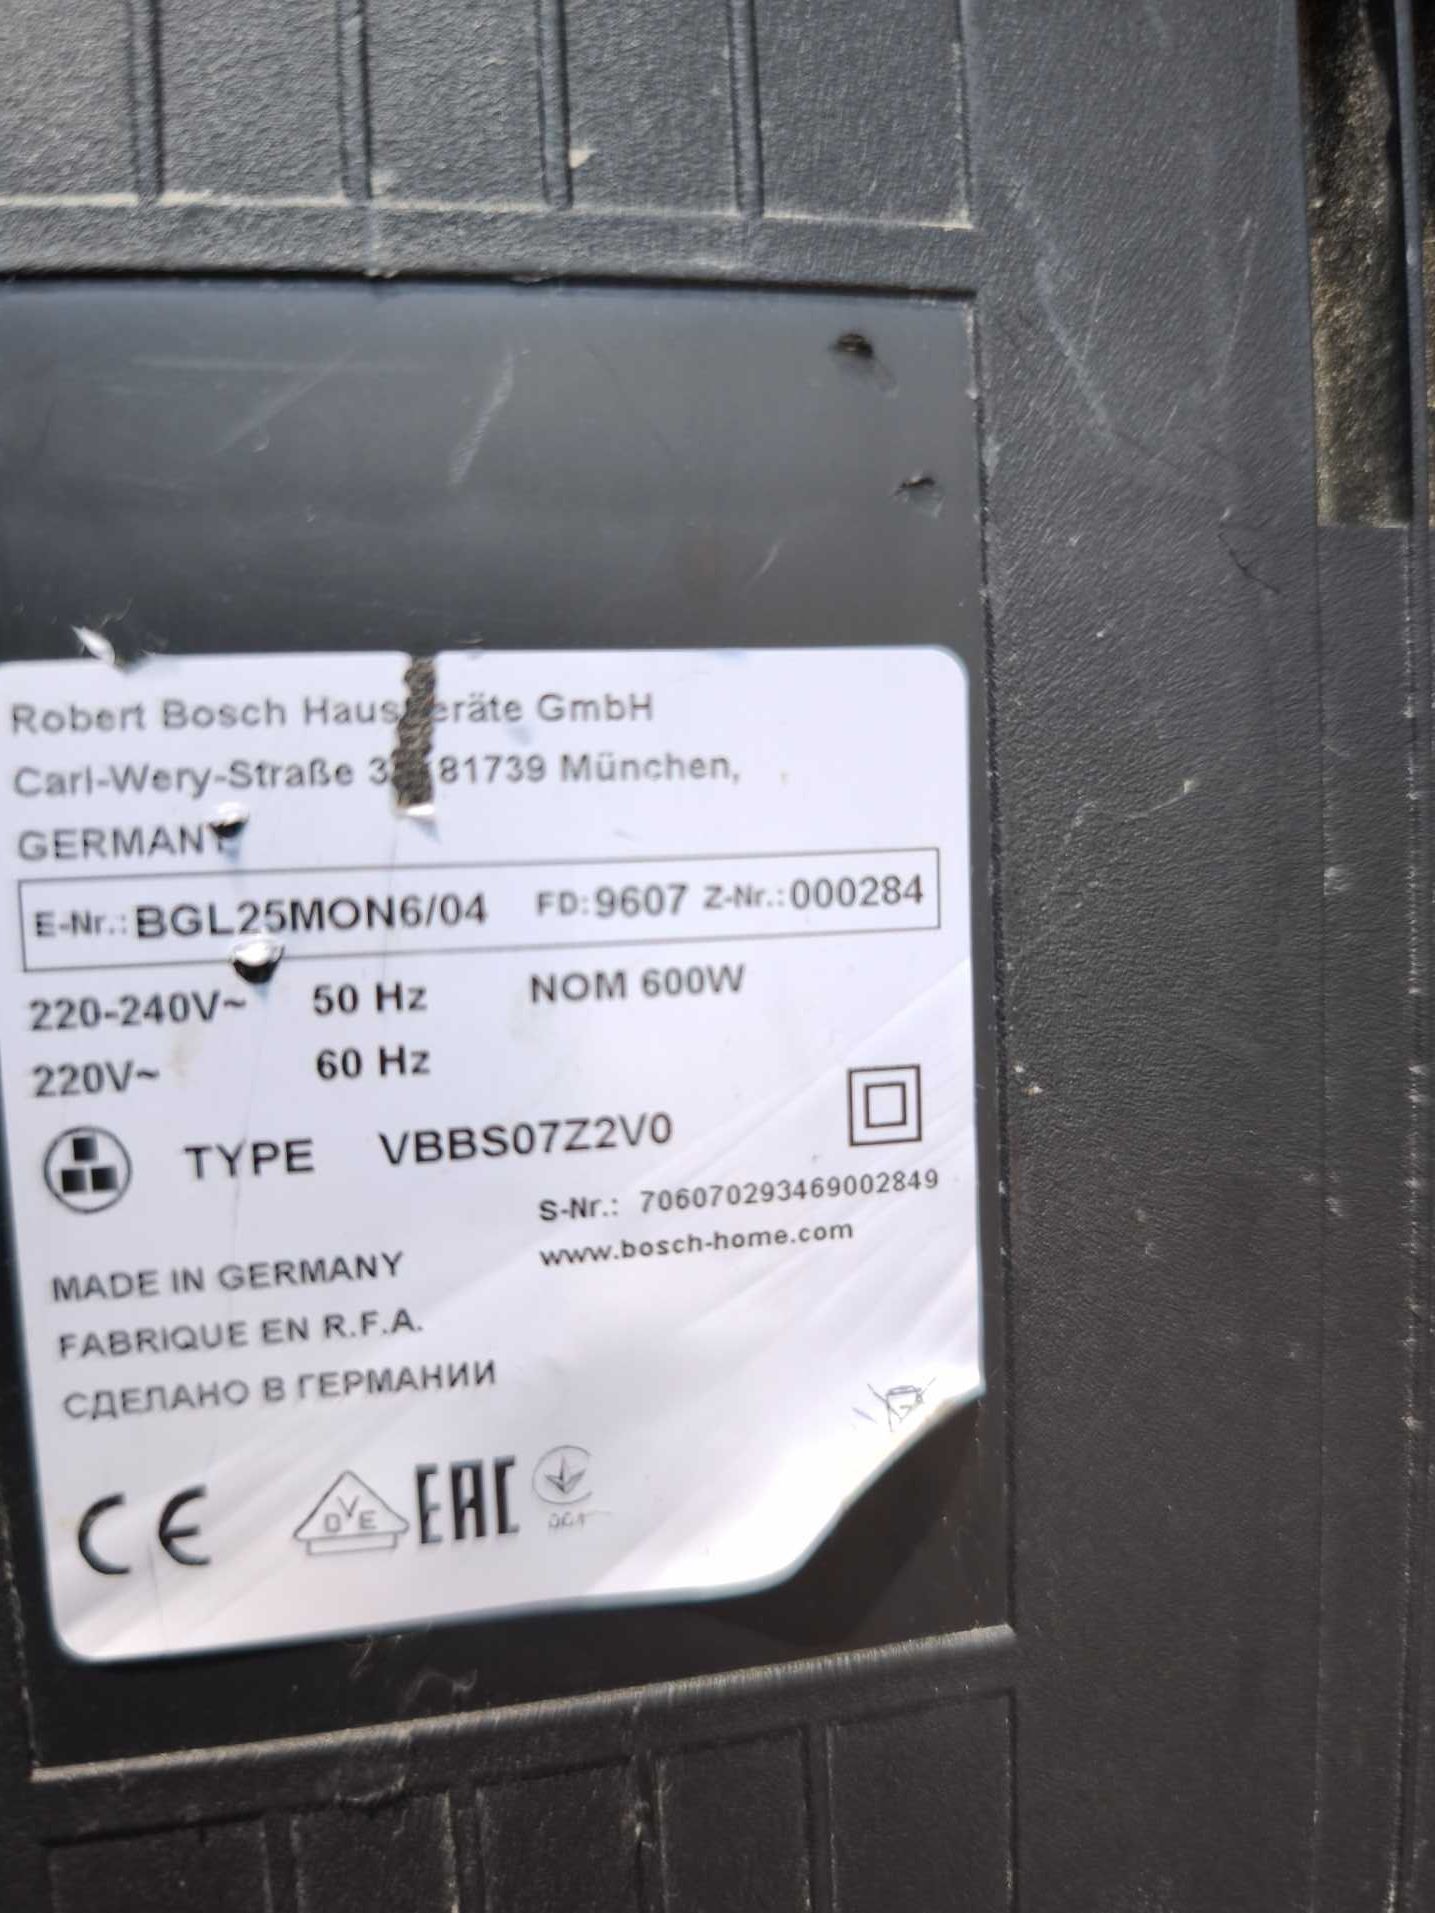 Robert Bosch Hausgeräte GmbH
Carl-Wery-Straße 81739 München,
GERMANY
E-Nr.: BGL25MON6/04 FD: 9607 Z-Nr.: 000284
220-240V~ 50 Hz NOM 600W
220V~ 60 Hz
TYPE VBBS07Z2V0
S-Nr.: 706070293469002849
www.bosch-home.com
MADE IN GERMANY
FABRIQUE EN R.F.A.
СДЕЛАНО В ГЕРМАНИИ
CE DVE EAC